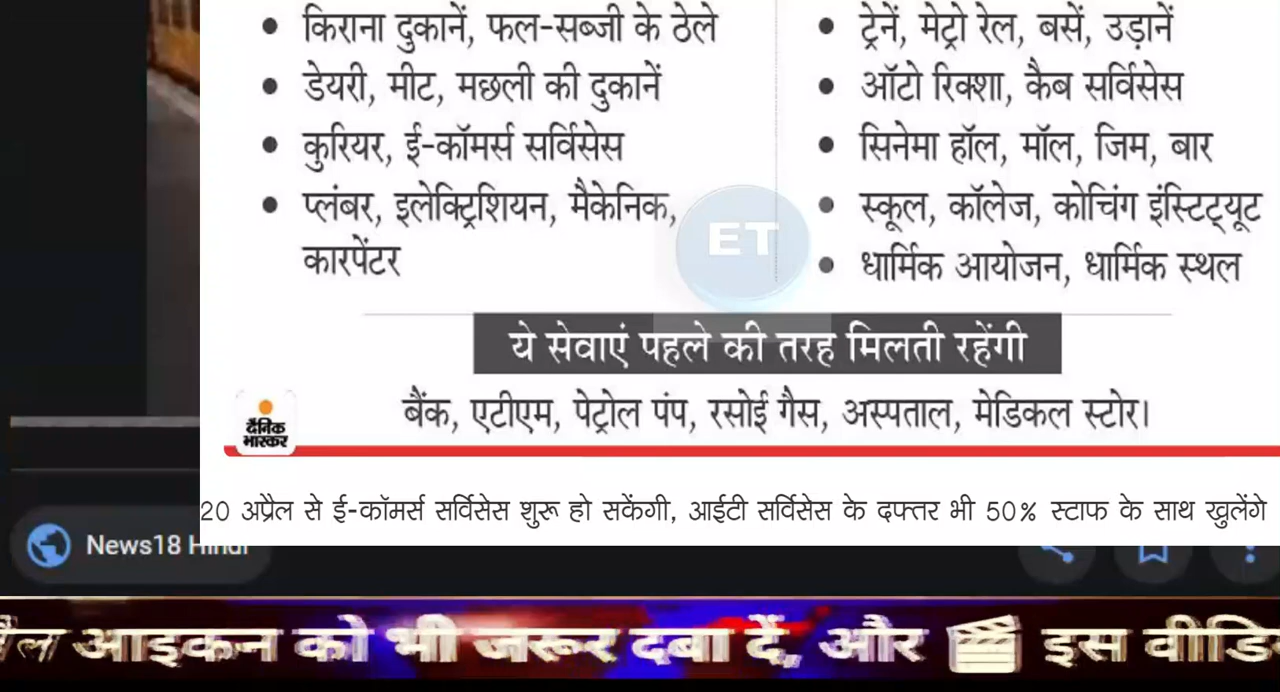 किराना दुकानें, फल-सब्जी के ठेले
डेयरी, मीट, मछली की दुकानें
कुरियर, ई-कॉमर्स सर्विसेस
प्लंबर, इलेक्ट्रिशियन, मैकेनिक,
कारपेंटर
ट्रेनें, मेट्रो रेल, बसें, उड़ानें
ऑटो रिक्शा, कैब सर्विसेस
सिनेमा हॉल, मॉल, जिम, बार
स्कूल, कॉलेज, कोचिंग इंस्टिट्यूट
धार्मिक आयोजन, धार्मिक स्थल
ET
ये सेवाएं पहले की तरह मिलती रहेंगी
बैंक, एटीएम, पेट्रोल पंप, रसोई गैस, अस्पताल, मेडिकल स्टोर।
दैनिक
भास्कर
20 अप्रैल से ई-कॉमर्स सर्विसेस शुरू हो सकेंगी, आईटी सर्विसेस के दफ्तर भी 50% स्टाफ के साथ खुलेंगे
News18 Hindi
आइकन को भी जरूर दबा दें, और इस